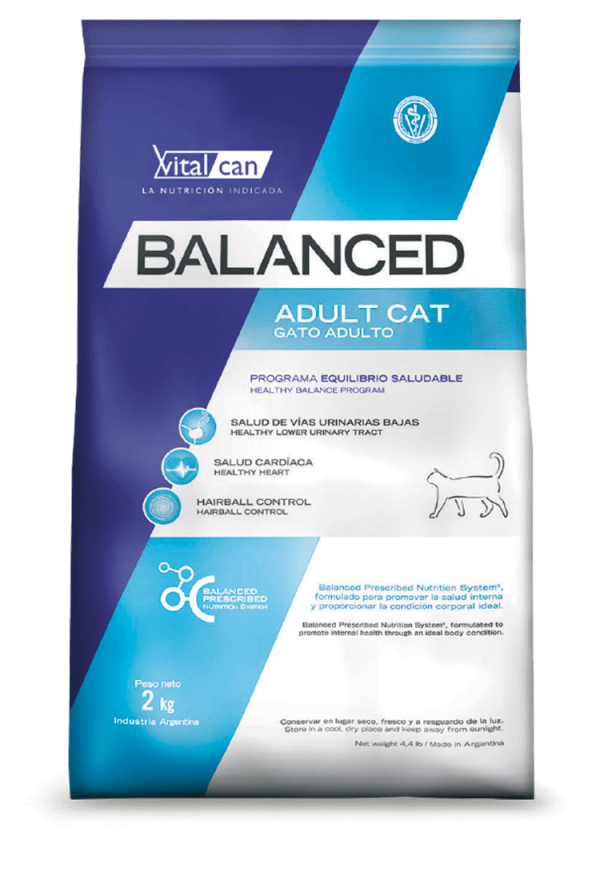 Vital can
LA NUTRICIÓN INDICADA
BALANCED
ADULT CAT
GATO ADULTO
PROGRAMA EQUILIBRIO SALUDABLE
HEALTHY BALANCE PROGRAM
SALUD DE VÍAS URINARIAS BAJAS
HEALTHY LOWER URINARY TRACT
SALUD CARDÍACA
HEALTHY HEART
HAIRBALL CONTROL
HAIRBALL CONTROL
BALANCED
PRESCRIBED
NUTRITION SYSTEM
Balanced Prescribed Nutrition System®,
formulado para promover la salud interna
y proporcionar la condición corporal ideal.
Balanced Prescribed Nutrition System®, formulated to
promote internal health through an ideal body condition.
Peso neto
2 kg
Industria Argentina
Conservar en lugar seco, fresco y a resguardo de la luz.
Store in a cool, dry place and keep away from sunlight.
Net weight 4,4 lb / Made in Argentina